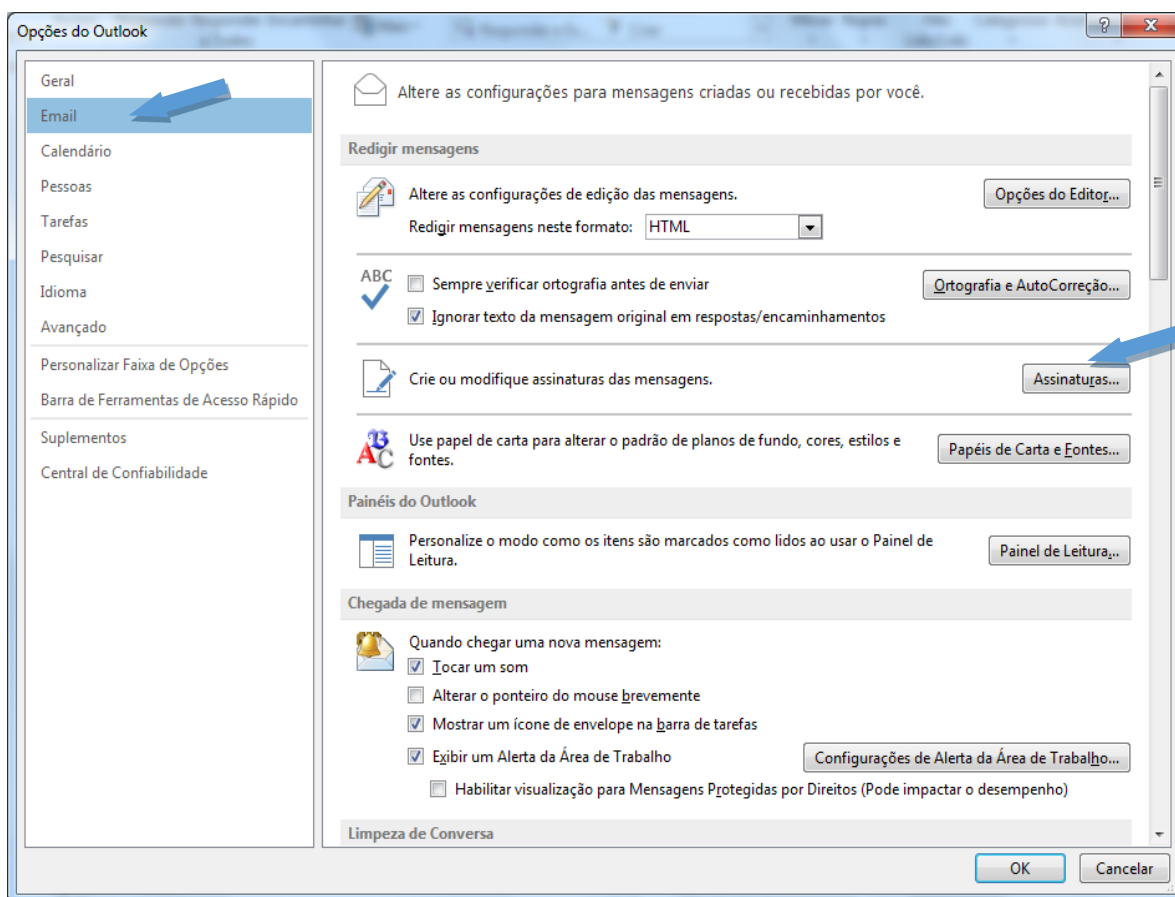 Opções do Outlook
Geral
Email
Calendário
Pessoas
Tarefas
Pesquisar
Idioma
Avançado
Personalizar Faixa de Opções
Barra de Ferramentas de Acesso Rápido
Suplementos
Central de Confiabilidade
Altere as configurações para mensagens criadas ou recebidas por você.
Redigir mensagens
Altere as configurações de edição das mensagens.
Opções do Editor...
Redigir mensagens neste formato: HTML
ABC
Sempre verificar ortografia antes de enviar
Ortografia e AutoCorreção...
Ignorar texto da mensagem original em respostas/encaminhamentos
Crie ou modifique assinaturas das mensagens.
Assinaturas...
Use papel de carta para alterar o padrão de planos de fundo, cores, estilos e
fontes.
Papéis de Carta e Fontes...
Painéis do Outlook
Personalize o modo como os itens são marcados como lidos ao usar o Painel de
Leitura.
Painel de Leitura...
Chegada de mensagem
Quando chegar uma nova mensagem:
Tocar um som
Alterar o ponteiro do mouse brevemente
Mostrar um ícone de envelope na barra de tarefas
Exibir um Alerta da Área de Trabalho
Configurações de Alerta da Área de Trabalho...
Habilitar visualização para Mensagens Protegidas por Direitos (Pode impactar o desempenho)
Limpeza de Conversa
OK
Cancelar